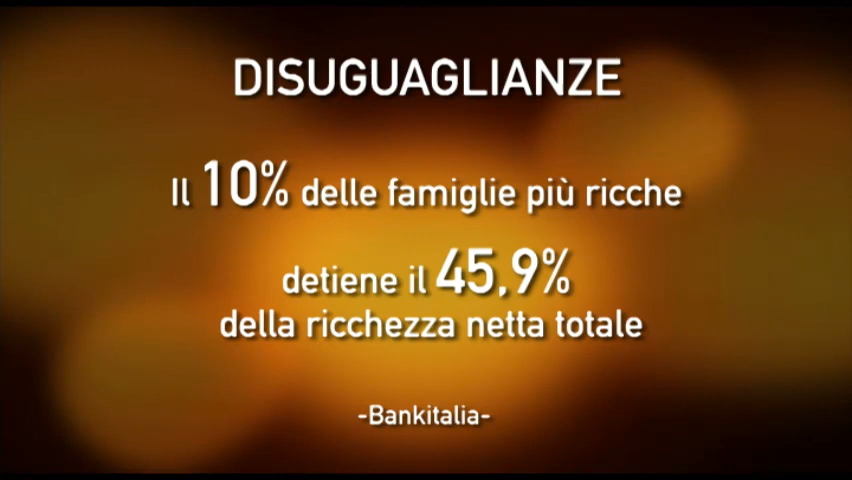 DISUGUAGLIANZE
Il 10% delle famiglie più ricche
detiene il 45,9%
della ricchezza netta totale
-Bankitalia-